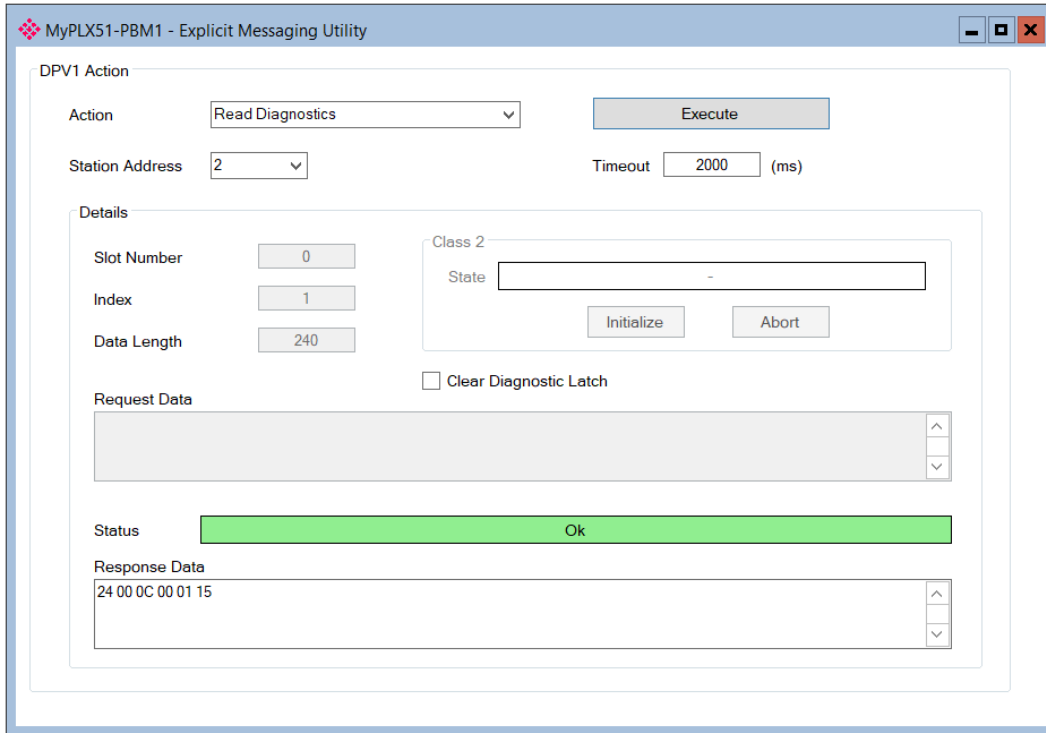 MyPLX51-PBM1 - Explicit Messaging Utility
DPV1 Action
Action Read Diagnostics Execute
Station Address 2 Timeout 2000 (ms)
Details
Slot Number 0
Index 1
Data Length 240
Class 2
State -
Initialize Abort
Clear Diagnostic Latch
Request Data
Status Ok
Response Data
24 00 0C 00 01 15